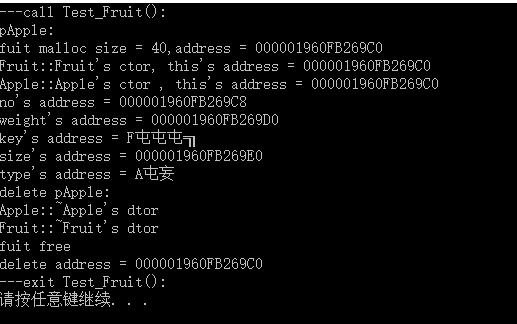 ---call Test_Fruit():
pApple:
fuit malloc size = 40,address = 000001960FB269C0
Fruit::Fruit's ctor, this's address = 000001960FB269C0
Apple::Apple's ctor , this's address = 000001960FB269C0
no's address = 000001960FB269C8
weight's address = 000001960FB269D0
key's address = F屯屯屯╗
size's address = 000001960FB269E0
type's address = A屯妄
delete pApple:
Apple::~Apple's dtor
Fruit::~Fruit's dtor
fuit free
delete address = 000001960FB269C0
---exit Test_Fruit():
请按任意键继续. . .